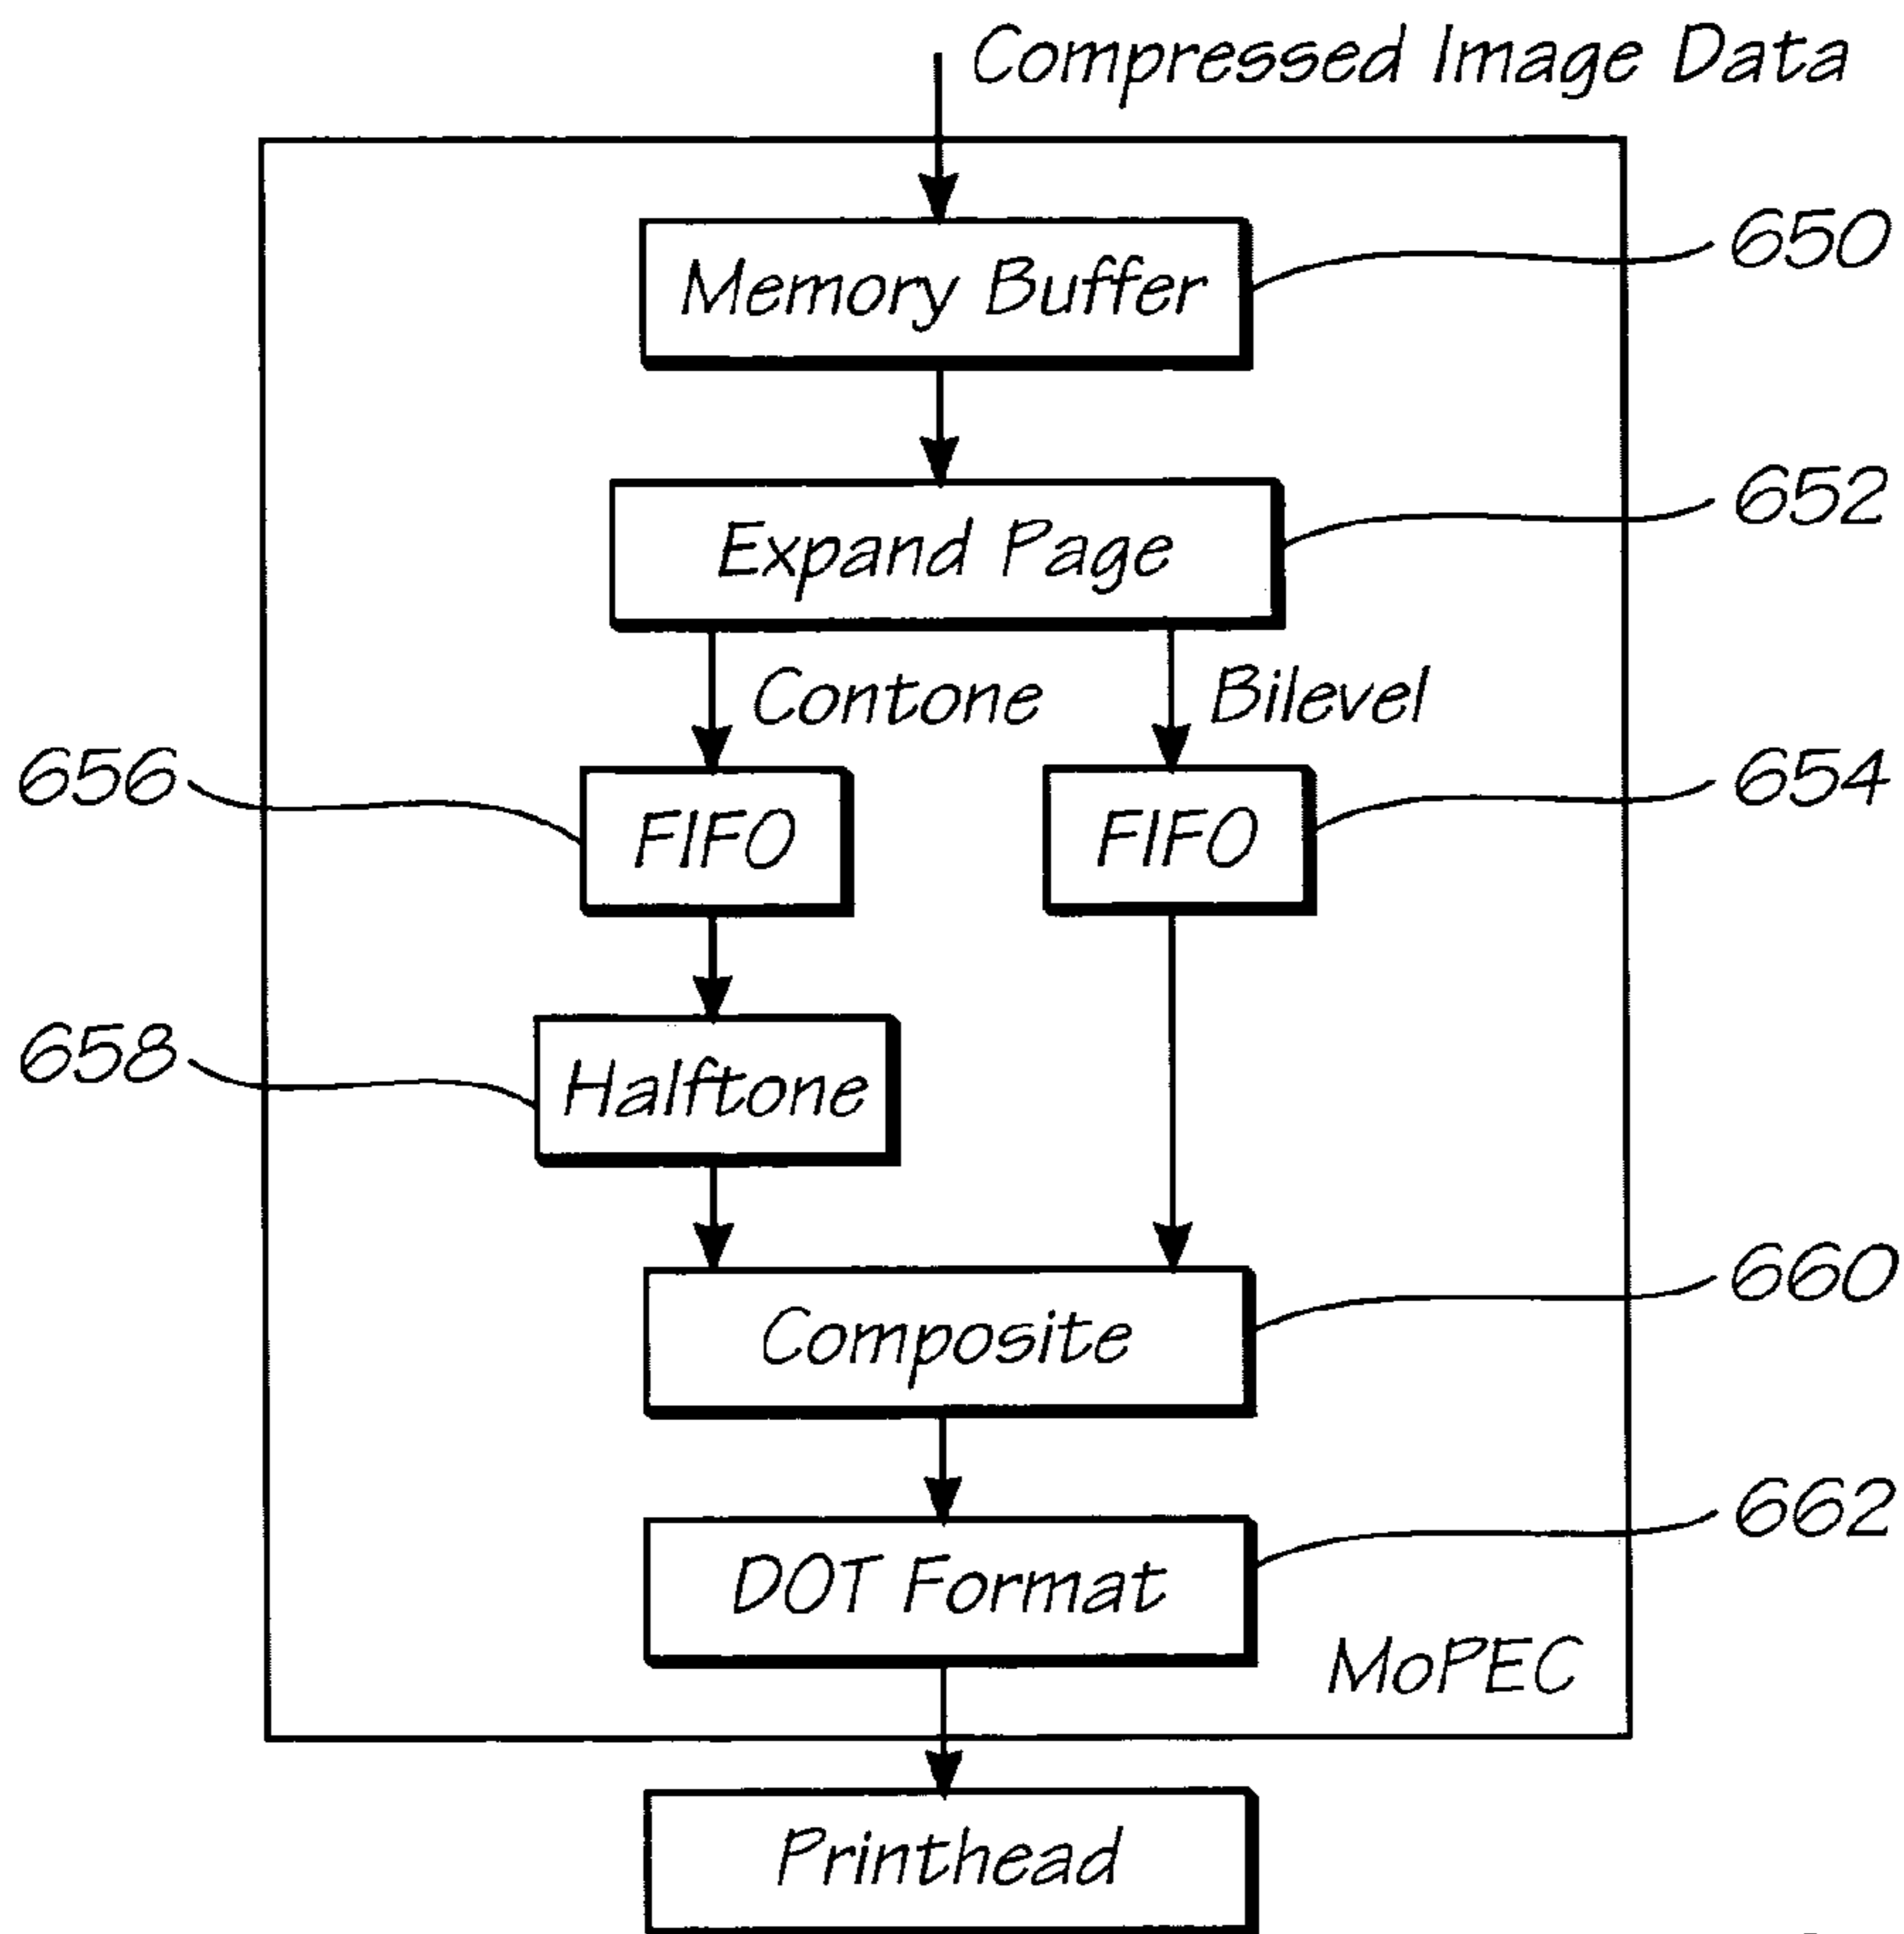 Compressed Image Data
Memory Buffer
650
Expand Page
652
Contone
Bilevel
656
FIFO
FIFO
654
658
Halftone
Composite
660
DOT Format
662
MoPEC
Printhead